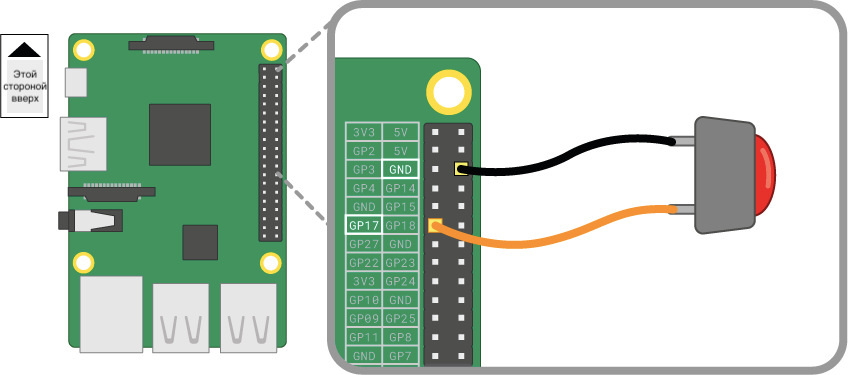 Этой
стороной
вверх
3V3 5V
GP2 5V
GP3 GND
GP4 GP14
GND GP15
GP17 GP18
GP27 GND
GP22 GP23
3V3 GP24
GP10 GND
GP09 GP25
GP11 GP8
GND GP7